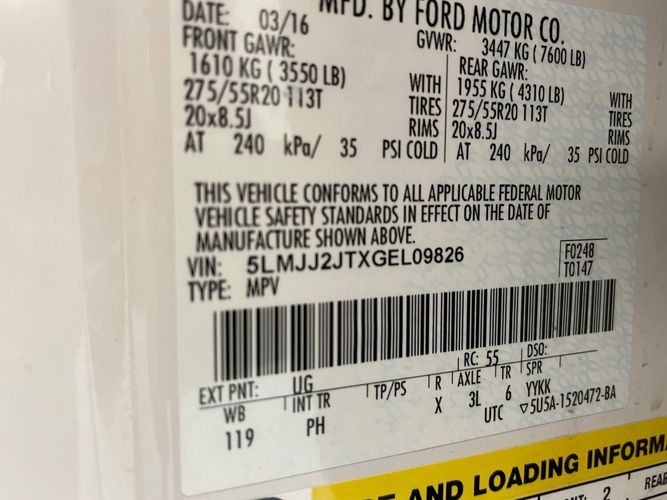 DATE: 03/16 MFD. BY FORD MOTOR CO.
FRONT GAWR: GVWR: 3447 KG ( 7600 LB)
1610 KG ( 3550 LB) WITH REAR GAWR:
275/55R20 113T TIRES 1955 KG ( 4310 LB) WITH
20x8.5J RIMS 275/55R20 113T TIRES
AT 240 kPa/ 35 PSI COLD 20x8.5J RIMS
AT 240 kPa/ 35 PSI COLD
THIS VEHICLE CONFORMS TO ALL APPLICABLE FEDERAL MOTOR
VEHICLE SAFETY STANDARDS IN EFFECT ON THE DATE OF
MANUFACTURE SHOWN ABOVE.
VIN: 5LMJJ2JTXGEL09826 F0248
TYPE: MPV T0147
RC: 55 DSO:
EXT PNT: UG TP/PS R AXLE TR SPR
WB INT TR X 3L 6 YYKK
119 PH UTC ▽5U5A-1520472-BA
AND LOADING INFORMA
2 REAR